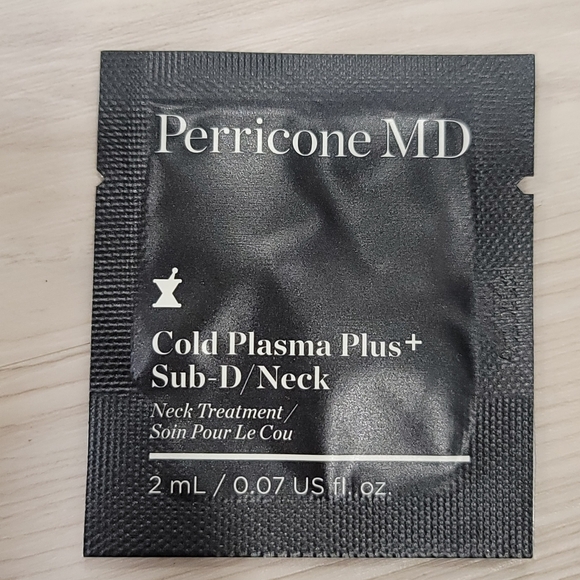 Perricone MD
Cold Plasma Plus+
Sub-D/Neck
Neck Treatment/
Soin Pour Le Cou
2 mL / 0.07 US fl. oz.